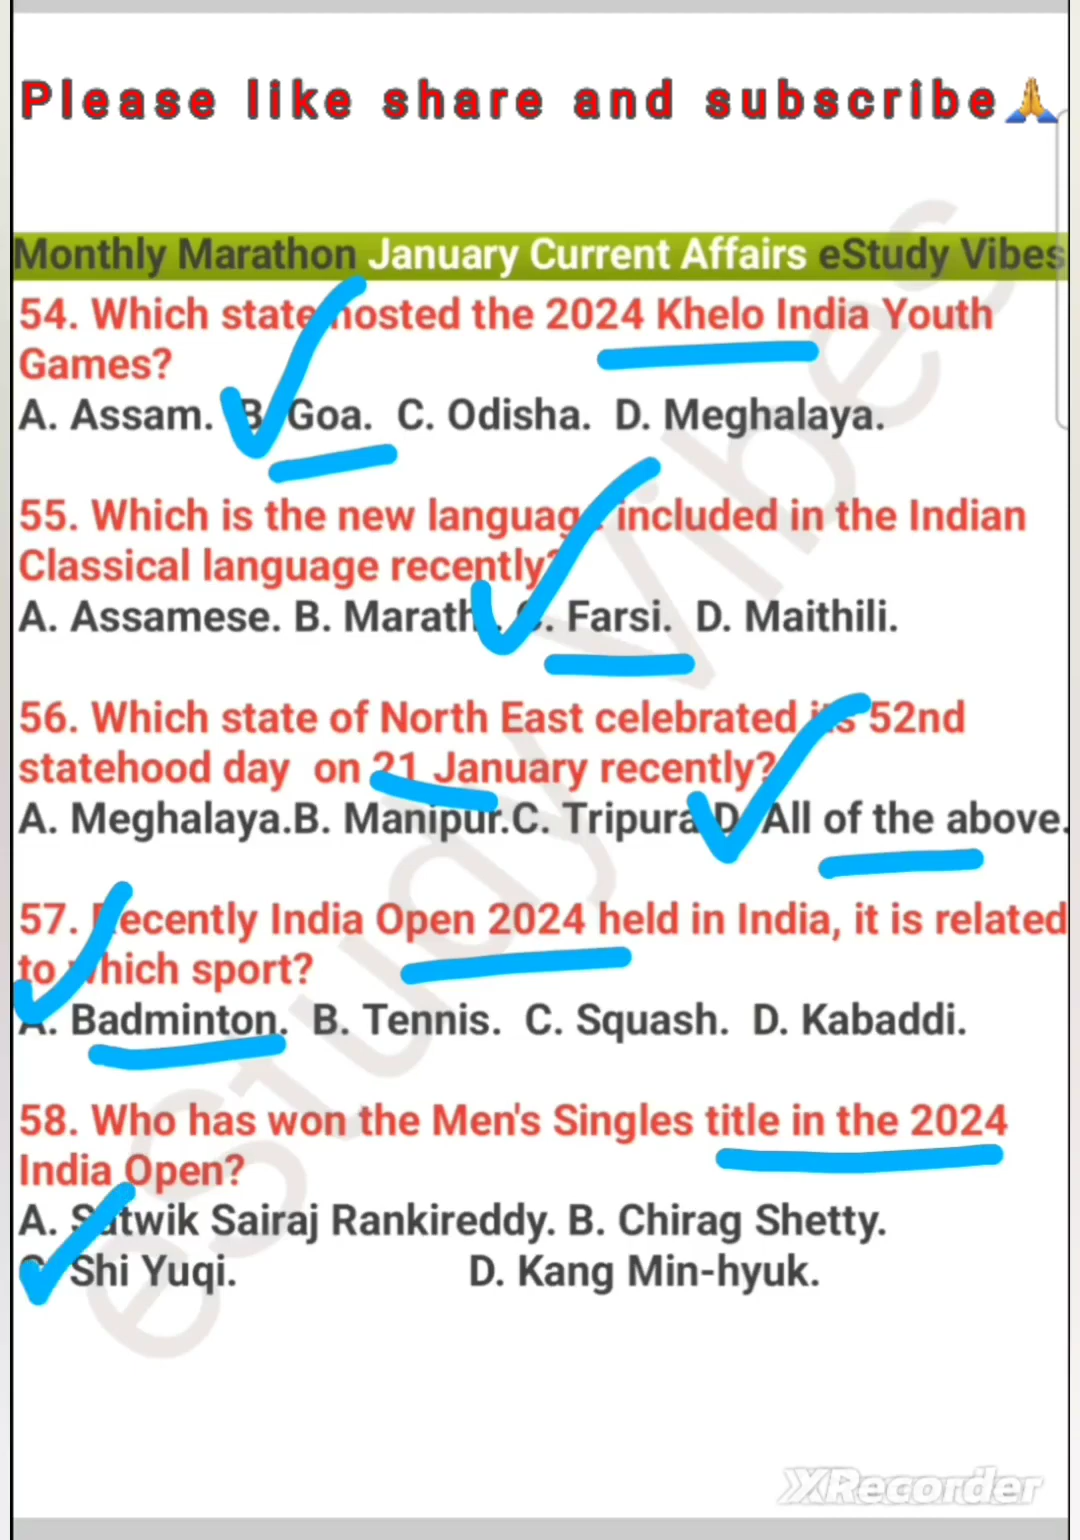 Please like share and subscribe🙏
Monthly Marathon January Current Affairs eStudy Vibes
54. Which state hosted the 2024 Khelo India Youth
Games?
A. Assam. B. Goa. C. Odisha. D. Meghalaya.
55. Which is the new language included in the Indian
Classical language recently?
A. Assamese. B. Marathi. C. Farsi. D. Maithili.
56. Which state of North East celebrated its 52nd
statehood day on 21 January recently?
A. Meghalaya.B. Manipur.C. Tripura.D. All of the above.
57. Recently India Open 2024 held in India, it is related
to which sport?
A. Badminton. B. Tennis. C. Squash. D. Kabaddi.
58. Who has won the Men's Singles title in the 2024
India Open?
A. Satwik Sairaj Rankireddy. B. Chirag Shetty.
C. Shi Yuqi. D. Kang Min-hyuk.
eStudy Vibes
XRecorder